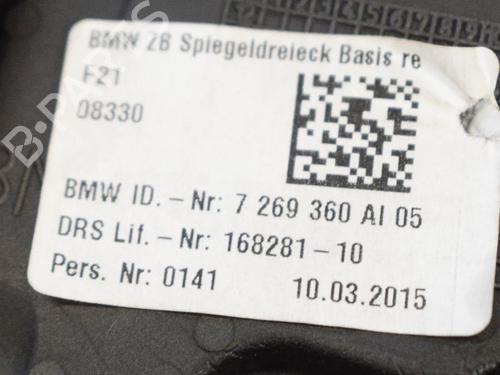 BMW ZB Spiegeldreieck Basis re
F21
08330
BMW ID. - Nr: 7 269 360 AI 05
DRS Lif. - Nr: 168281-10
Pers. Nr: 0141 10.03.2015
B-PARTS